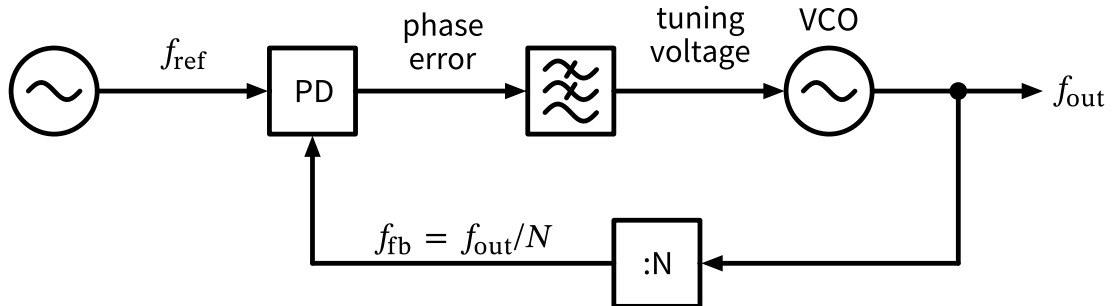 f_ref
PD
phase
error
tuning
voltage
VCO
f_out
f_fb = f_out/N
:N